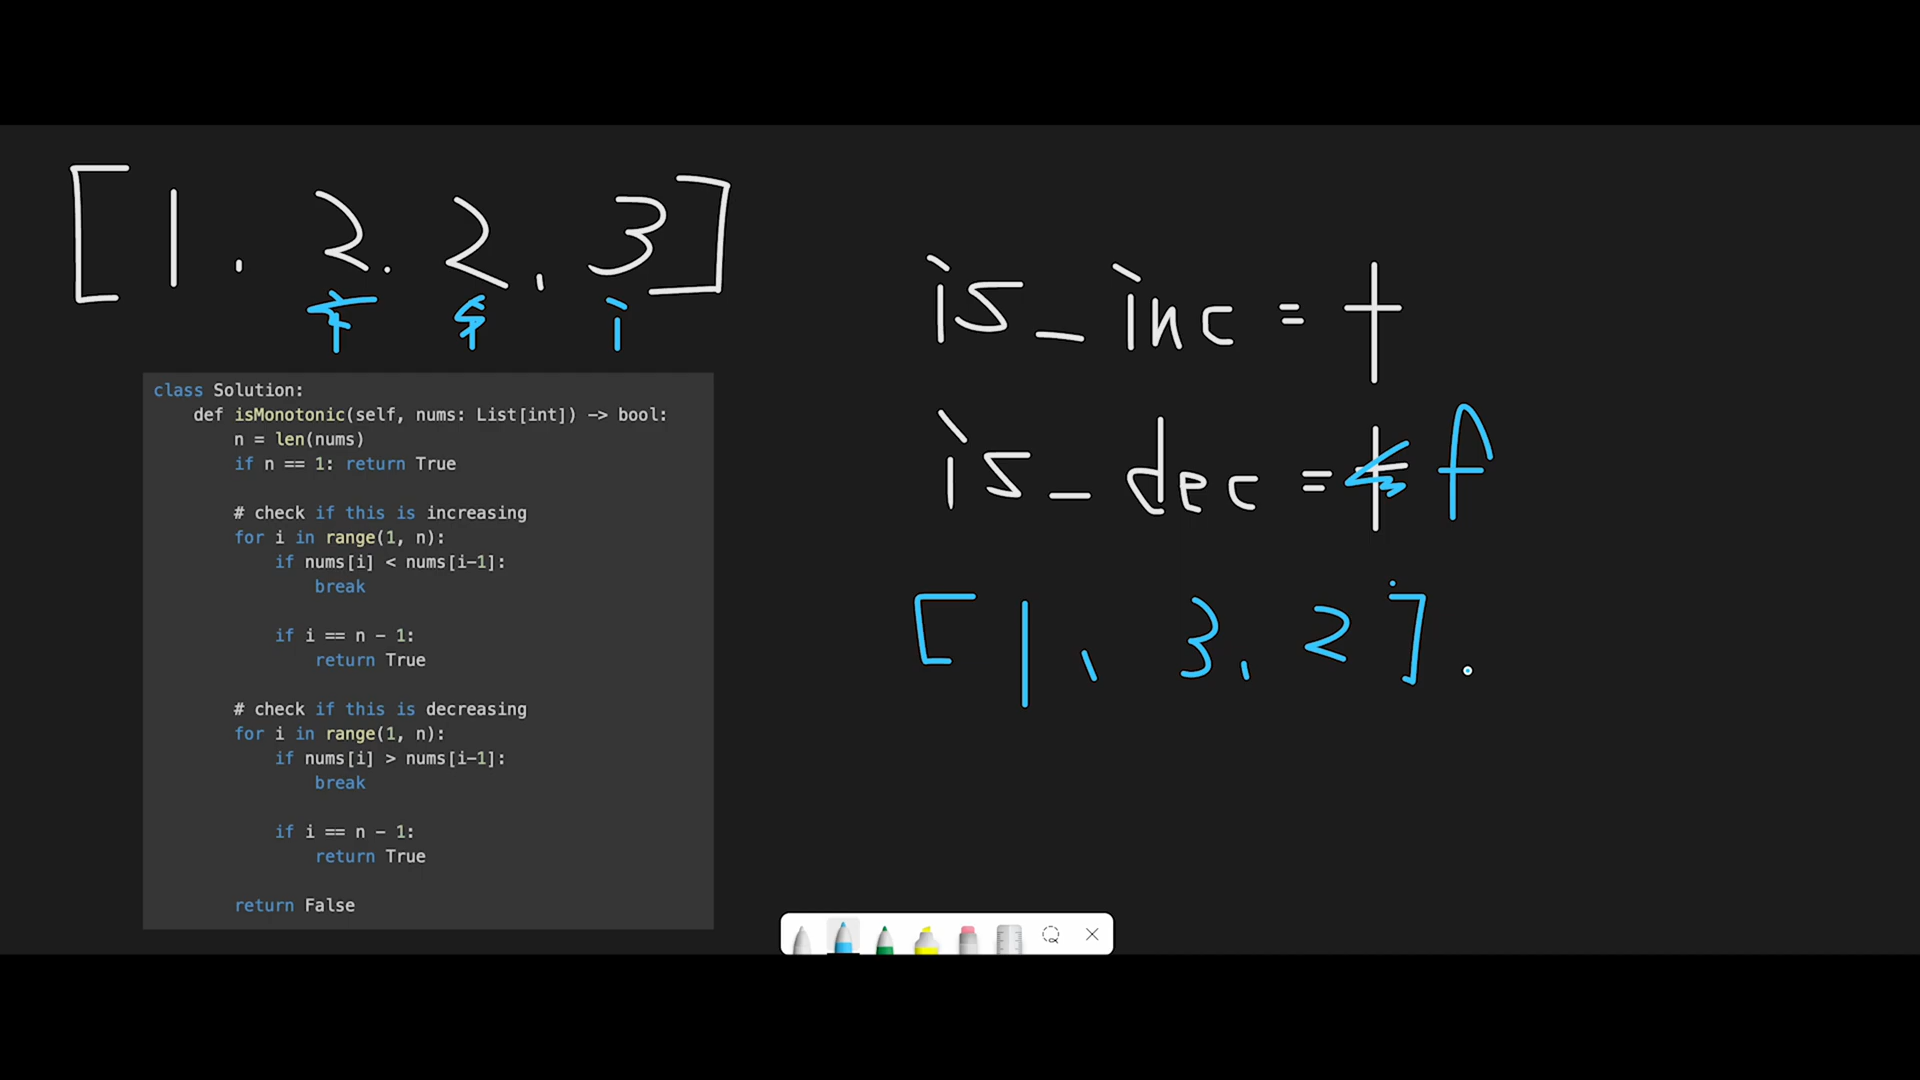 [1, 2, 2, 3]
i
is_inc = t
is_dec = t f
[1, 3, 2]
class Solution:
    def isMonotonic(self, nums: List[int]) -> bool:
        n = len(nums)
        if n == 1: return True
        # check if this is increasing
        for i in range(1, n):
            if nums[i] < nums[i-1]:
                break
            if i == n - 1:
                return True
        # check if this is decreasing
        for i in range(1, n):
            if nums[i] > nums[i-1]:
                break
            if i == n - 1:
                return True
        return False